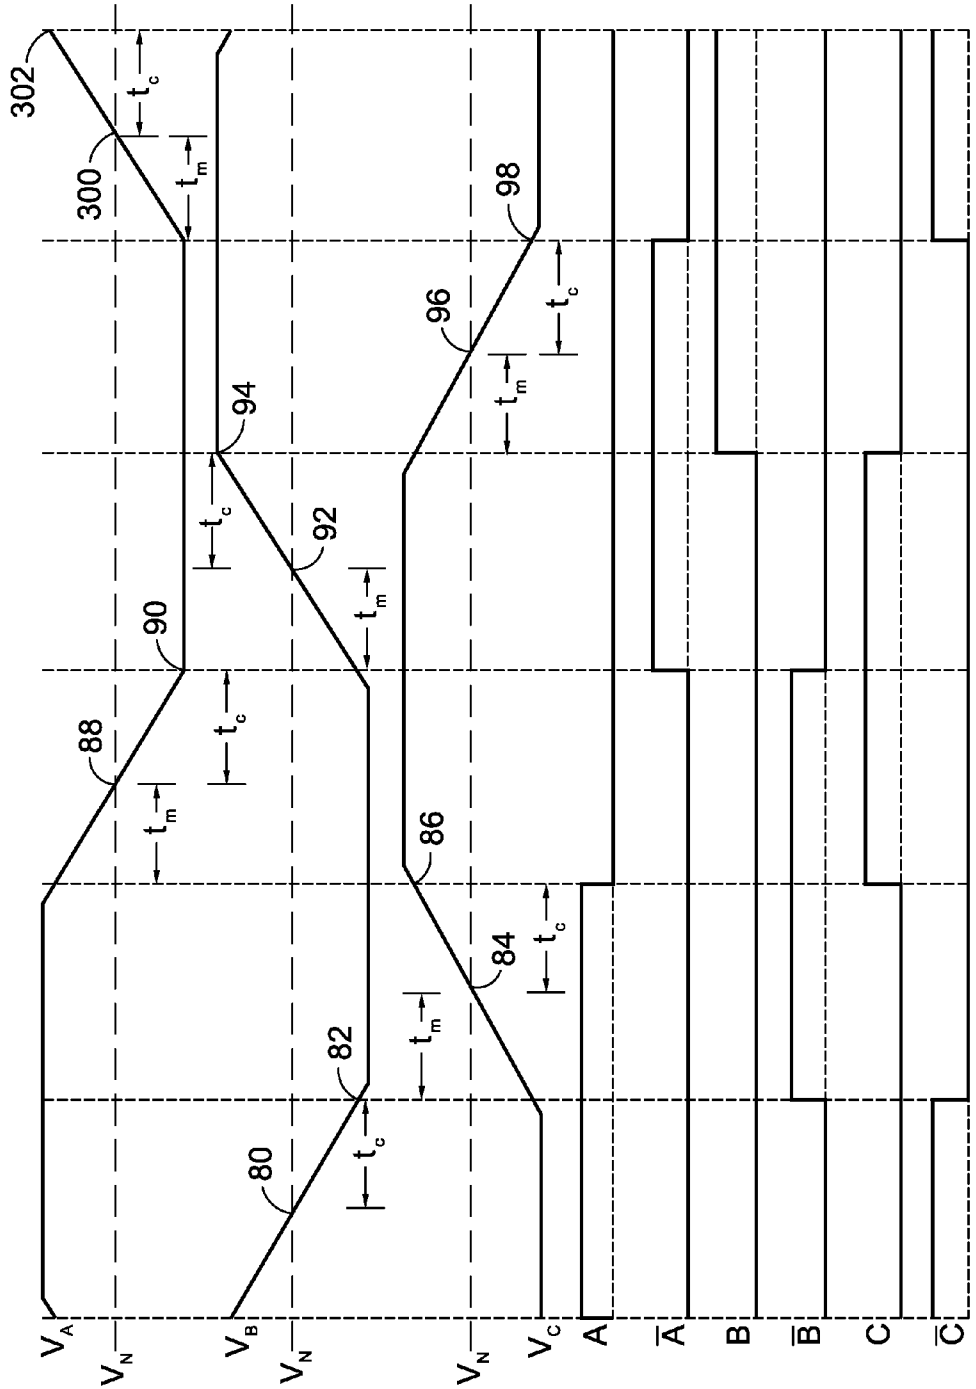 302
300
t_c
t_m
98
96
t_c
t_m
94
t_c
92
t_m
90
88
t_c
t_m
86
84
t_c
t_m
82
80
t_c
V_A
V_N
V_B
V_N
V_N
V_C
A
A̅
B
B̅
C
C̅